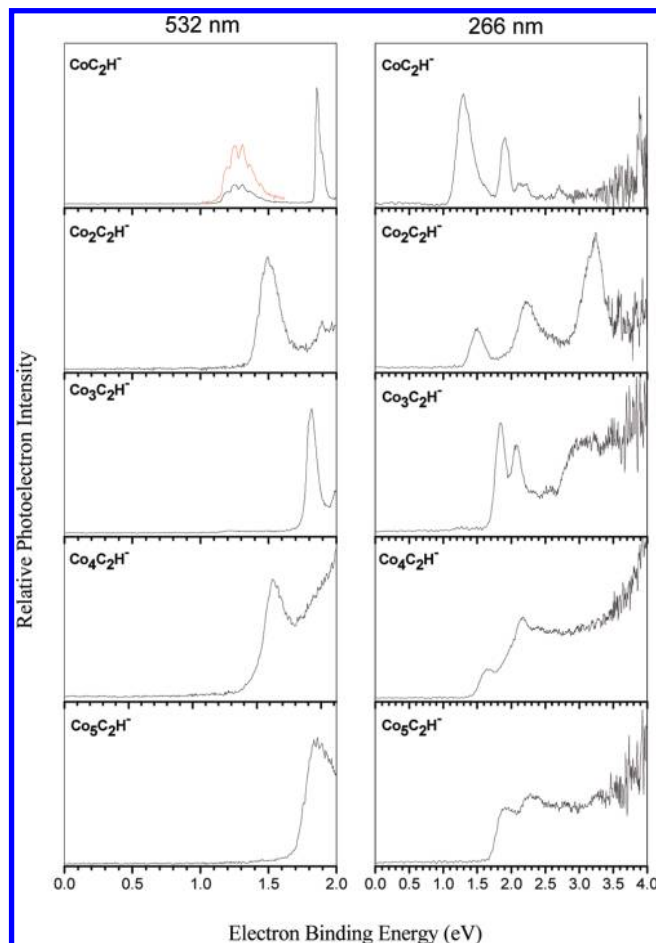 532 nm
266 nm
CoC₂H⁻
CoC₂H⁻
Co₂C₂H⁻
Co₂C₂H⁻
Co₃C₂H⁻
Co₃C₂H⁻
Co₄C₂H⁻
Co₄C₂H⁻
Co₅C₂H⁻
Co₅C₂H⁻
Relative Photoelectron Intensity
0.0 0.5 1.0 1.5 2.0
0.0 0.5 1.0 1.5 2.0 2.5 3.0 3.5 4.0
Electron Binding Energy (eV)